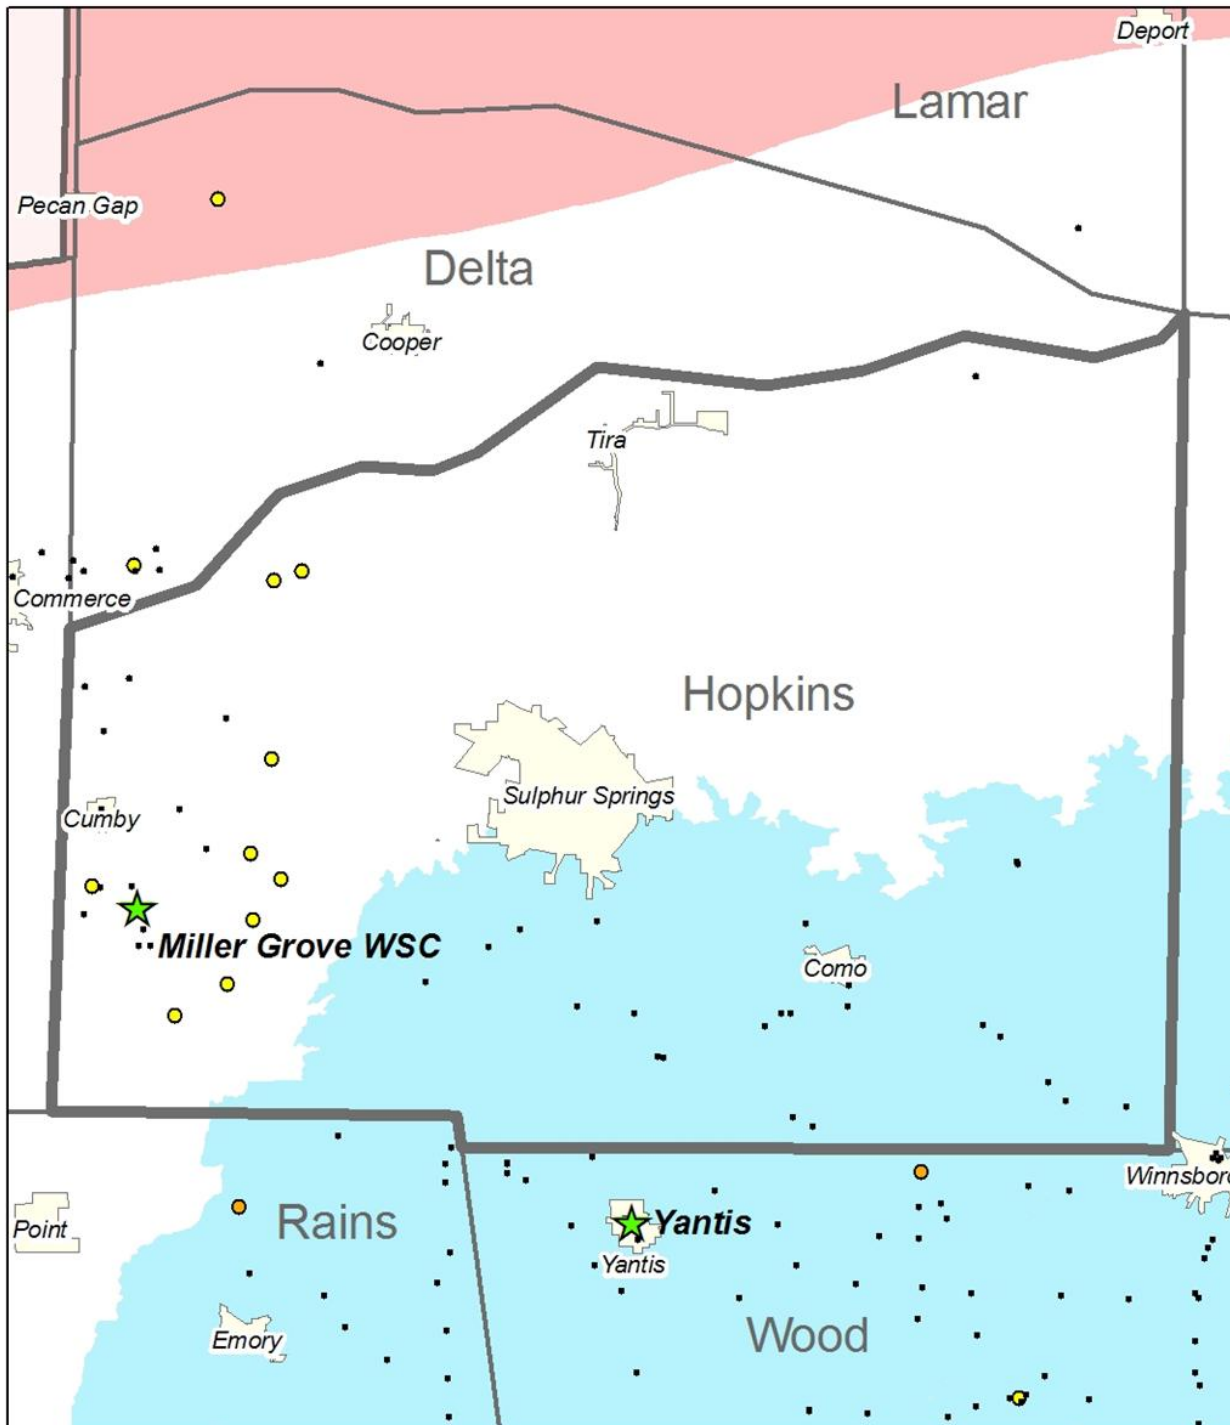 Deport
Lamar
Pecan Gap
Delta
Cooper
Tira
Commerce
Hopkins
Sulphur Springs
Cumby
Miller Grove WSC
Como
Winnsboro
Point
Rains
Yantis
Yantis
Emory
Wood